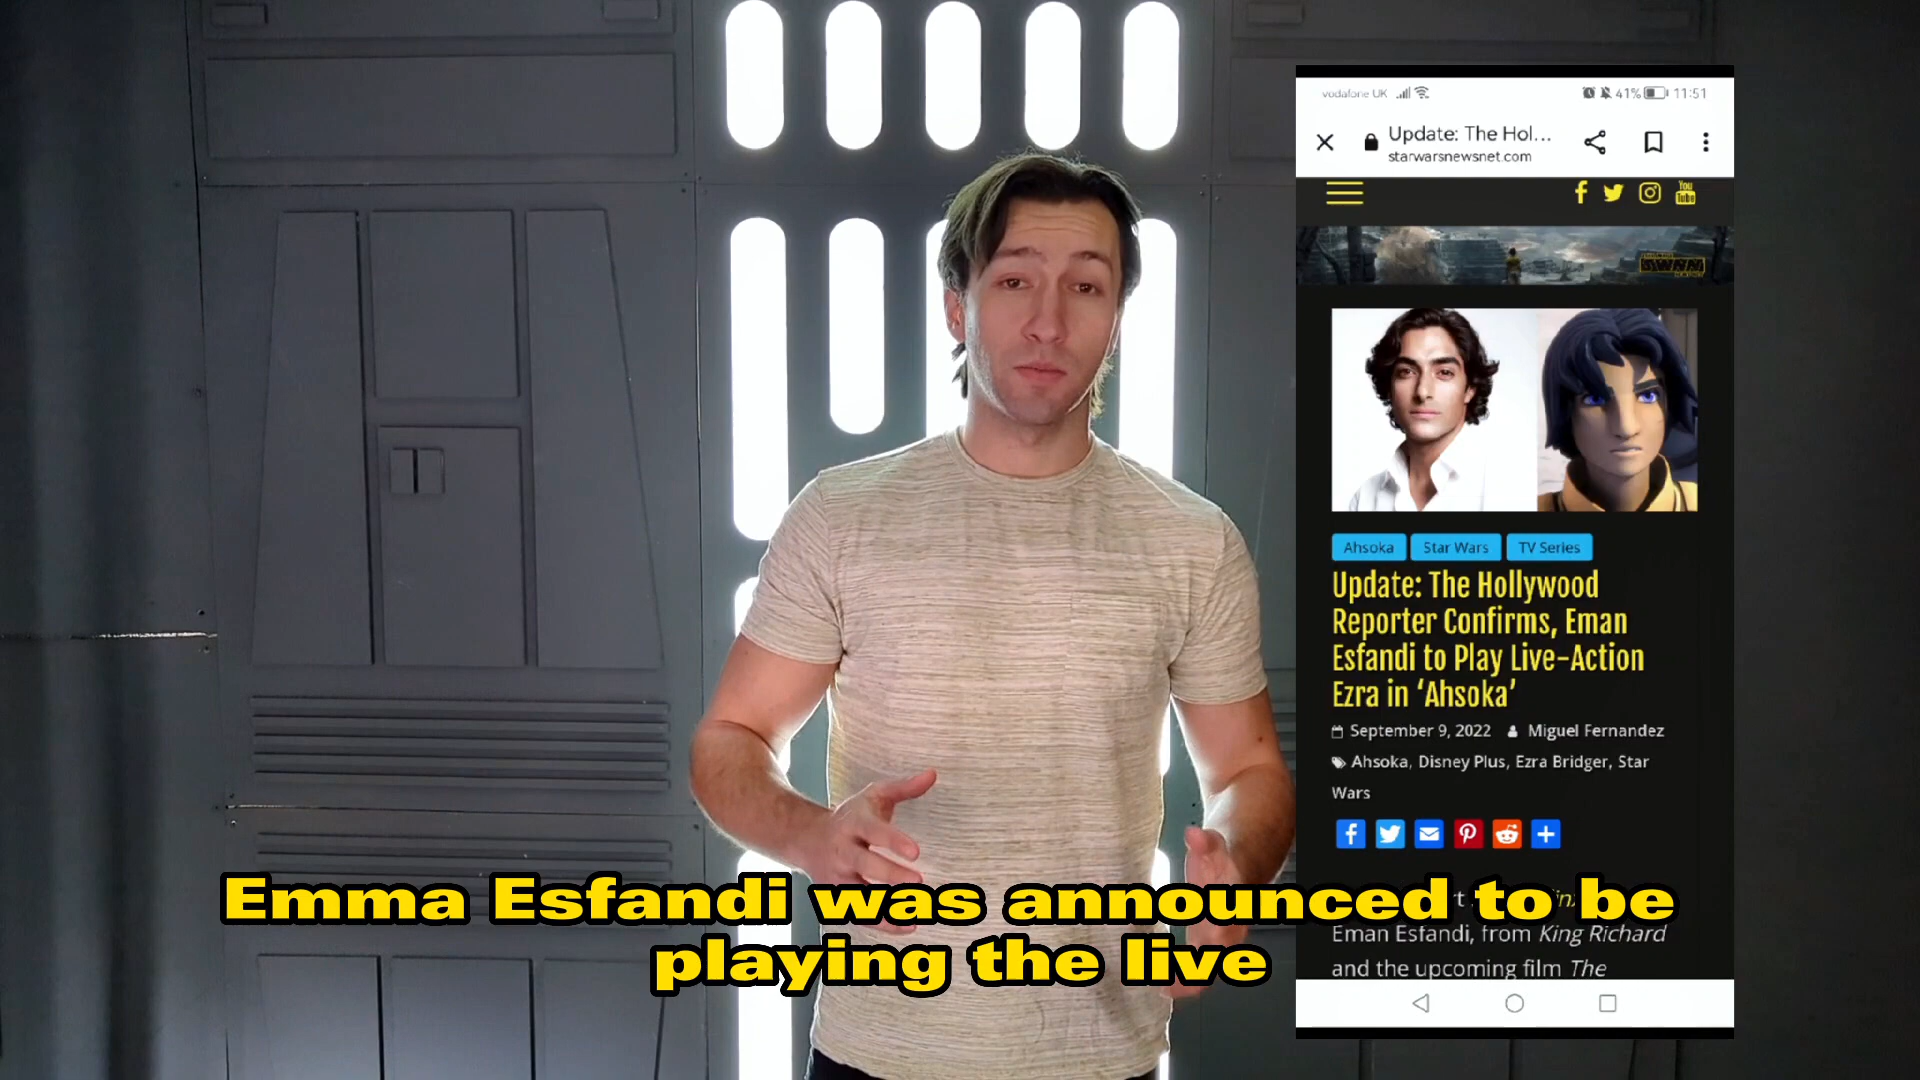 vodafone UK
41% 11:51
Update: The Hol...
starwarsnewsnet.com
You
Tube
SWNN
Ahsoka Star Wars TV Series
Update: The Hollywood
Reporter Confirms, Eman
Esfandi to Play Live-Action
Ezra in ‘Ahsoka’
September 9, 2022 Miguel Fernandez
Ahsoka, Disney Plus, Ezra Bridger, Star
Wars
Emma Esfandi was announced to be
playing the live
Eman Esfandi, from King Richard
and the upcoming film The